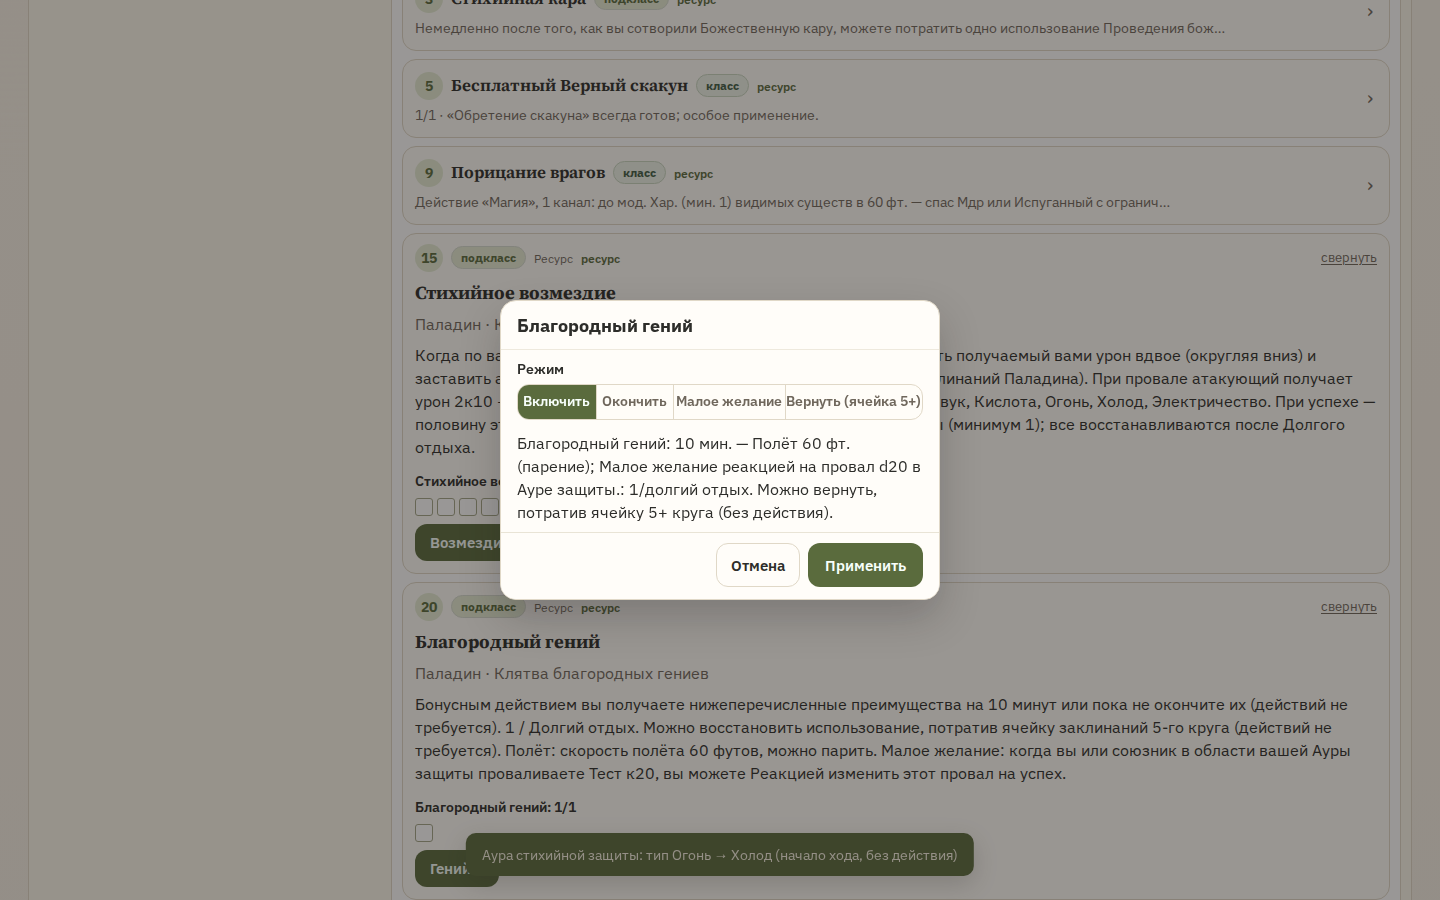 3 Стихийная кара подкласс ресурс
Немедленно после того, как вы сотворили Божественную кару, можете потратить одно использование Проведения бож...
5 Бесплатный Верный скакун класс ресурс
1/1 · «Обретение скакуна» всегда готов; особое применение.
9 Порицание врагов класс ресурс
Действие «Магия», 1 канал: до мод. Хар. (мин. 1) видимых существ в 60 фт. — спас Мдр или Испуганный с огранич...
15 подкласс Ресурс ресурс свернуть
Стихийное возмездие
Паладин ·
Когда по ть получаемый вами урон вдвое (округляя вниз) и
заставить Паладина). При провале атакующий получает
урон 2к10 Кислота, Огонь, Холод, Электричество. При успехе —
половину (минимум 1); все восстанавливаются после Долгого
отдыха.
Стихийное
Возмезди
Благородный гений
Режим
Включить Окончить Малое желание Вернуть (ячейка 5+)
Благородный гений: 10 мин. — Полёт 60 фт.
(парение); Малое желание реакцией на провал d20 в
Ауре защиты.: 1/долгий отдых. Можно вернуть,
потратив ячейку 5+ круга (без действия).
Отмена Применить
20 подкласс Ресурс ресурс свернуть
Благородный гений
Паладин · Клятва благородных гениев
Бонусным действием вы получаете нижеперечисленные преимущества на 10 минут или пока не окончите их (действий не
требуется). 1 / Долгий отдых. Можно восстановить использование, потратив ячейку заклинаний 5-го круга (действий не
требуется). Полёт: скорость полёта 60 футов, можно парить. Малое желание: когда вы или союзник в области вашей Ауры
защиты проваливаете Тест к20, вы можете Реакцией изменить этот провал на успех.
Благородный гений: 1/1
Гений
Аура стихийной защиты: тип Огонь → Холод (начало хода, без действия)